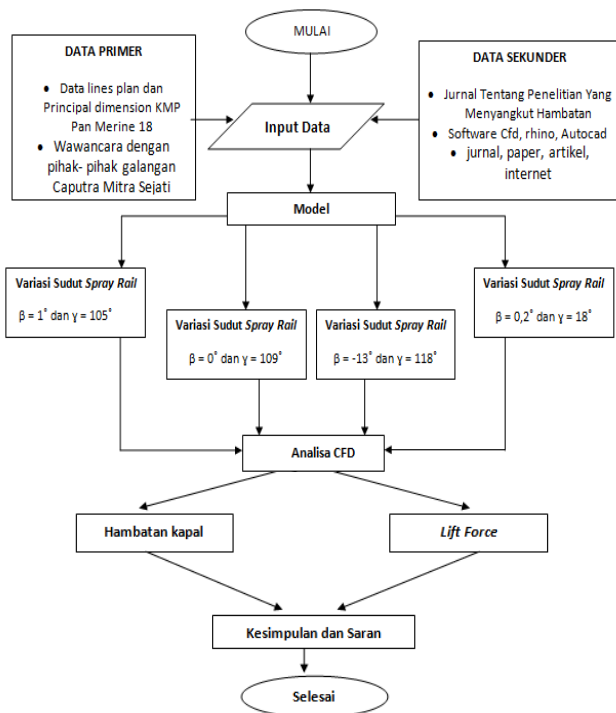 MULAI
DATA PRIMER
• Data lines plan dan
Principal dimension KMP
Pan Merine 18
• Wawancara dengan
pihak- pihak galangan
Caputra Mitra Sejati
Input Data
DATA SEKUNDER
• Jurnal Tentang Penelitian Yang
Menyangkut Hambatan
• Software Cfd, rhino, Autocad
• jurnal, paper, artikel,
internet
Model
Variasi Sudut Spray Rail
β = 1˚ dan γ = 105˚
Variasi Sudut Spray Rail
β = 0˚ dan γ = 109˚
Variasi Sudut Spray Rail
β = -13˚ dan γ = 118˚
Variasi Sudut Spray Rail
β = 0,2˚ dan γ = 18˚
Analisa CFD
Hambatan kapal
Lift Force
Kesimpulan dan Saran
Selesai